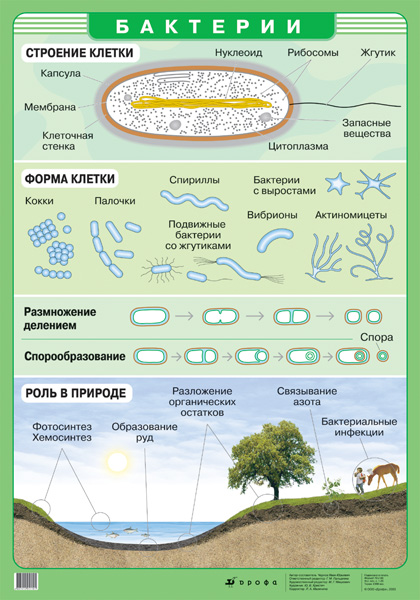 БАКТЕРИИ
СТРОЕНИЕ КЛЕТКИ
Нуклеоид
Рибосомы
Жгутик
Капсула
Мембрана
Клеточная
стенка
Запасные
вещества
Цитоплазма
ФОРМА КЛЕТКИ
Спириллы
Бактерии
с выростами
Кокки
Палочки
Подвижные
бактерии
со жгутиками
Вибрионы
Актиномицеты
Размножение
делением
Спорообразование
Спора
РОЛЬ В ПРИРОДЕ
Разложение
органических
остатков
Связывание
азота
Фотосинтез
Хемосинтез
Образование
руд
Бактериальные
инфекции
дрофа